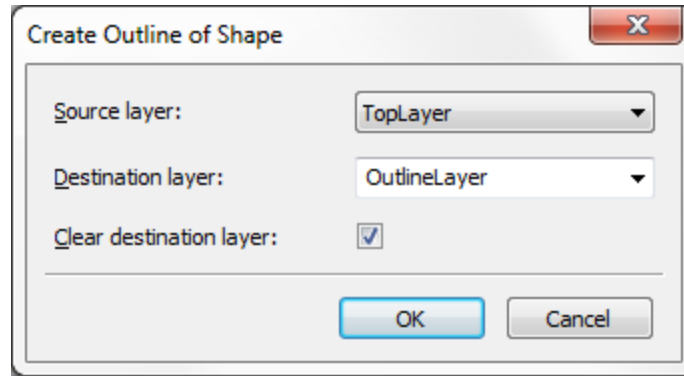 Create Outline of Shape
Source layer: TopLayer
Destination layer: OutlineLayer
Clear destination layer:
OK Cancel